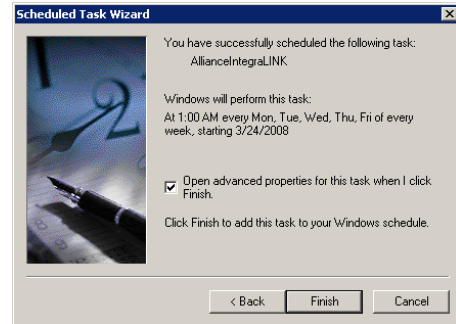 Scheduled Task Wizard
You have successfully scheduled the following task:
AllianceIntegraLINK
Windows will perform this task:
At 1:00 AM every Mon, Tue, Wed, Thu, Fri of every
week, starting 3/24/2008
Open advanced properties for this task when I click
Finish.
Click Finish to add this task to your Windows schedule.
< Back
Finish
Cancel